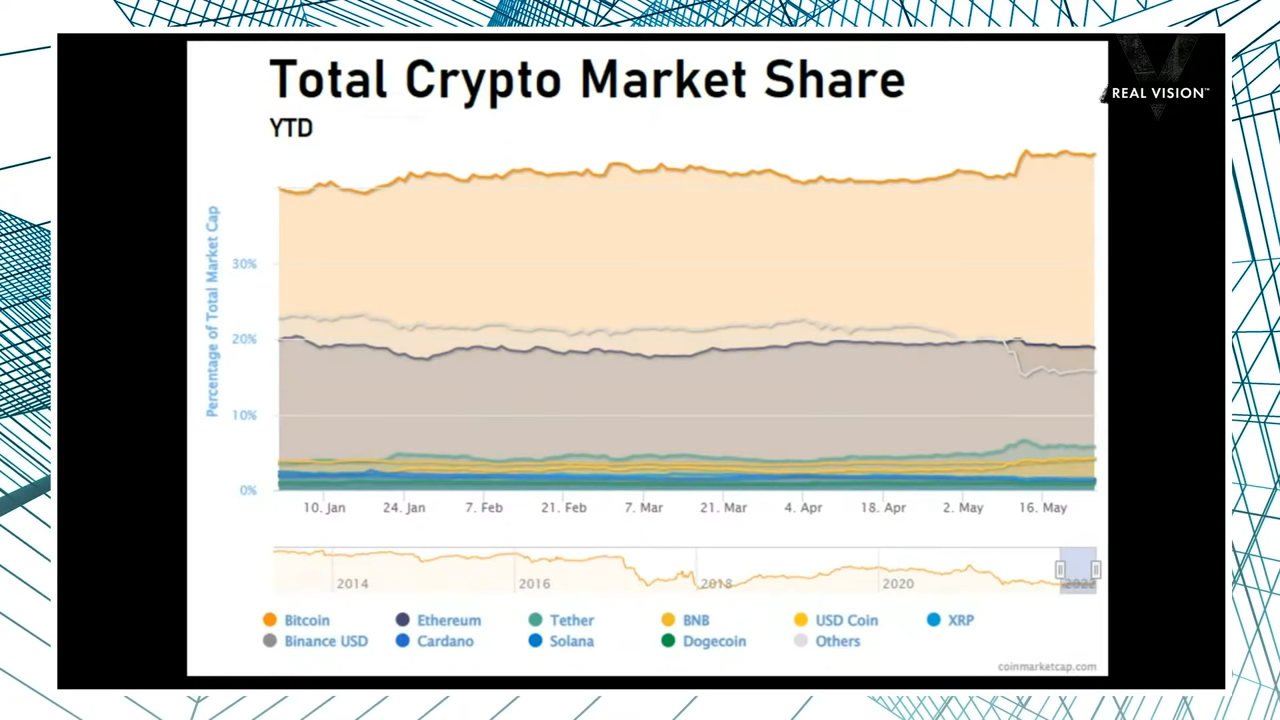 Total Crypto Market Share
YTD
REAL VISION™
Percentage of Total Market Cap
30%
20%
10%
0%
10. Jan 24. Jan 7. Feb 21. Feb 7. Mar 21. Mar 4. Apr 18. Apr 2. May 16. May
2014 2016 2018 2020 2022
Bitcoin Ethereum Tether BNB USD Coin XRP
Binance USD Cardano Solana Dogecoin Others
coinmarketcap.com